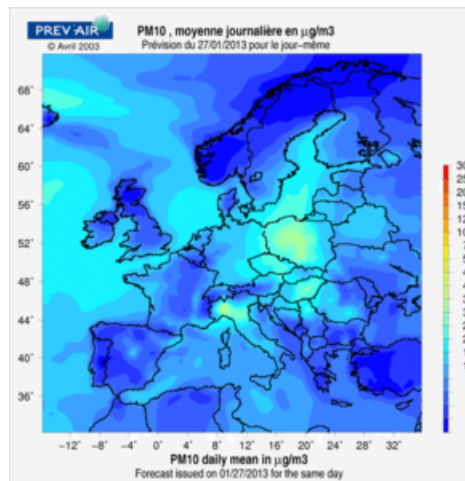 PREV'AIR
© Avril 2003
PM10 , moyenne journalière en µg/m3
Prévision du 27/01/2013 pour le jour-même
68°
64°
60°
56°
52°
48°
44°
40°
36°
-12° -8° -4° 0° 4° 8° 12° 16° 20° 24° 28° 32°
PM10 daily mean in µg/m3
Forecast issued on 01/27/2013 for the same day